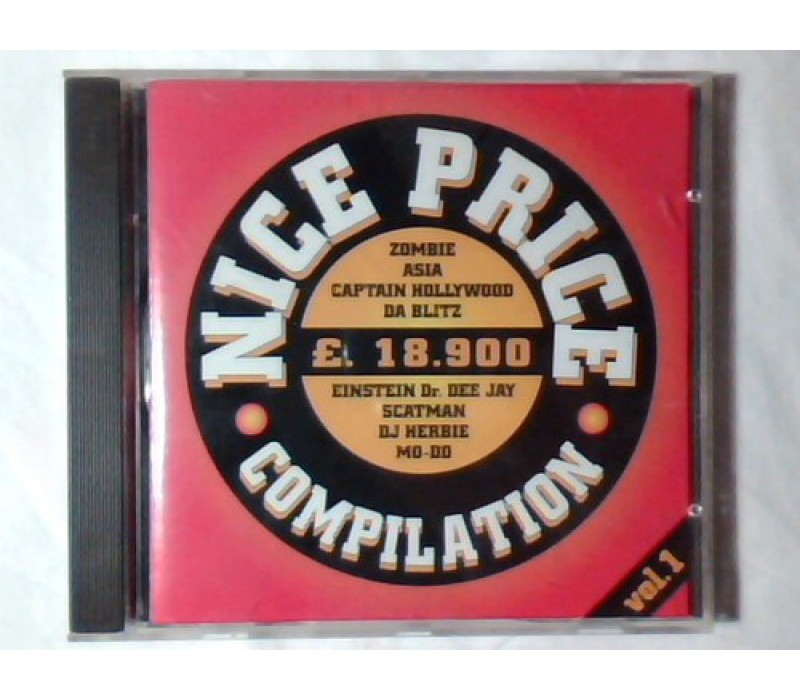 NICE PRICE
ZOMBIE
ASIA
CAPTAIN HOLLYWOOD
DA BLITZ
£. 18.900
EINSTEIN Dr. DEE JAY
SCATMAN
DJ HERBIE
MO-DO
COMPILATION
vol.1